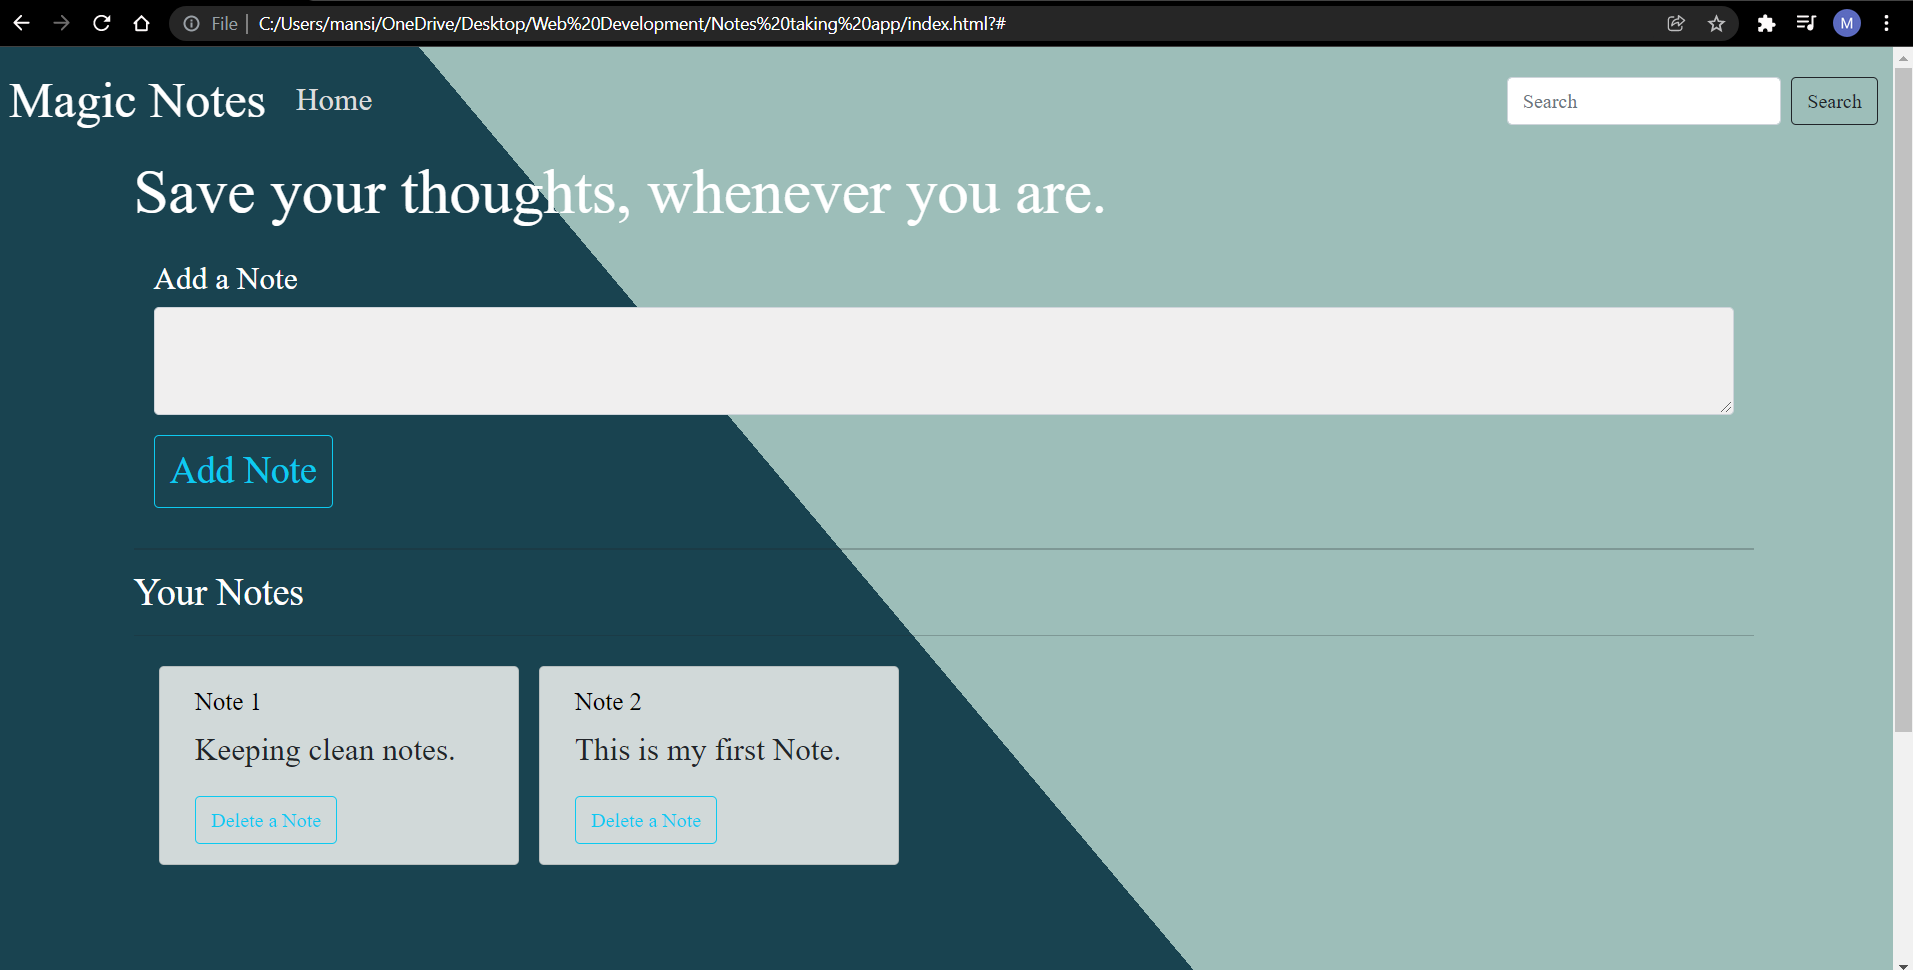 File | C:/Users/mansi/OneDrive/Desktop/Web%20Development/Notes%20taking%20app/index.html?#
M
Magic Notes Home Search Search
Save your thoughts, whenever you are.
Add a Note
Add Note
Your Notes
Note 1
Keeping clean notes.
Delete a Note
Note 2
This is my first Note.
Delete a Note